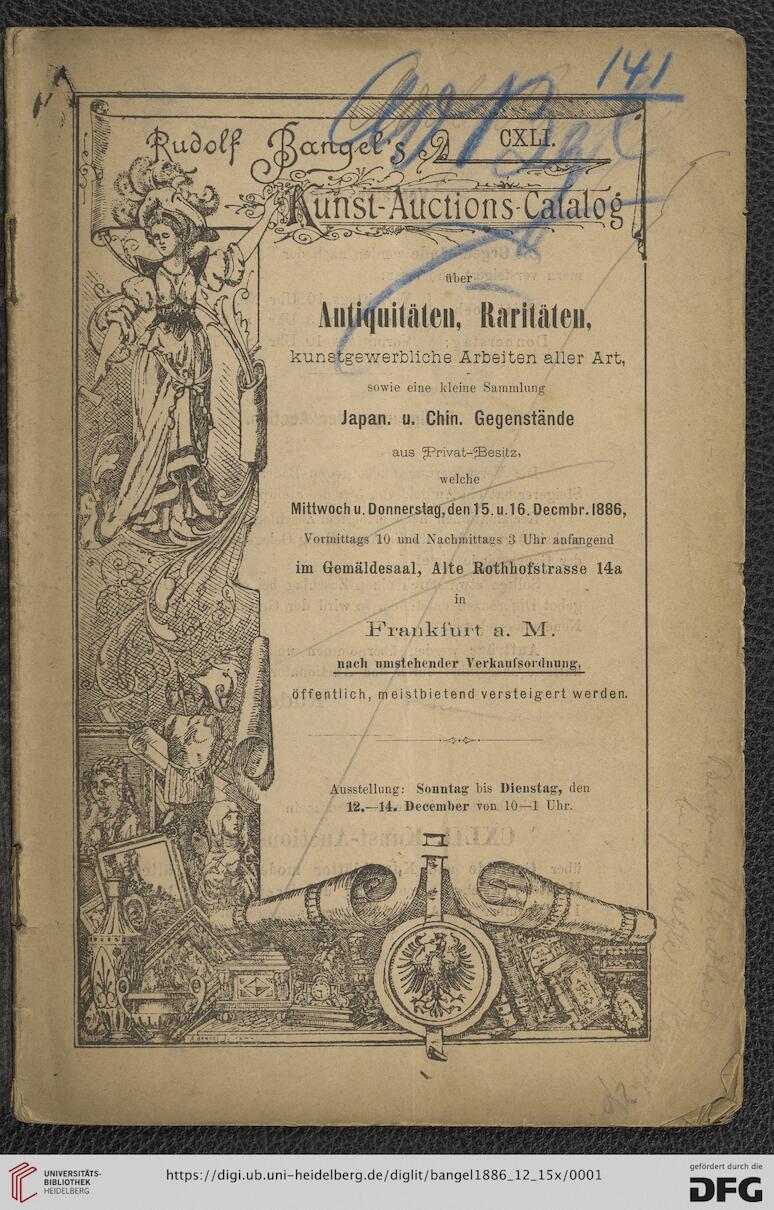 141
Rudolf Bangel's CXLI.
Kunst-Auctions-Catalog
über
Antiquitäten, Raritäten,
kunstgewerbliche Arbeiten aller Art,
sowie eine kleine Sammlung
Japan. u. Chin. Gegenstände
aus Privat-Besitz,
welche
Mittwoch u. Donnerstag, den 15. u. 16. Decmbr. 1886,
Vormittags 10 und Nachmittags 3 Uhr anfangend
im Gemäldesaal, Alte Rothhofstrasse 14a
in
Frankfurt a. M.
nach umstehender Verkaufsordnung,
öffentlich, meistbietend versteigert werden.
Ausstellung: Sonntag bis Dienstag, den
12.—14. December von 10—1 Uhr.
UNIVERSITÄTS-
BIBLIOTHEK
HEIDELBERG
https://digi.ub.uni-heidelberg.de/diglit/bangel1886_12_15x/0001
gefördert durch die
DFG